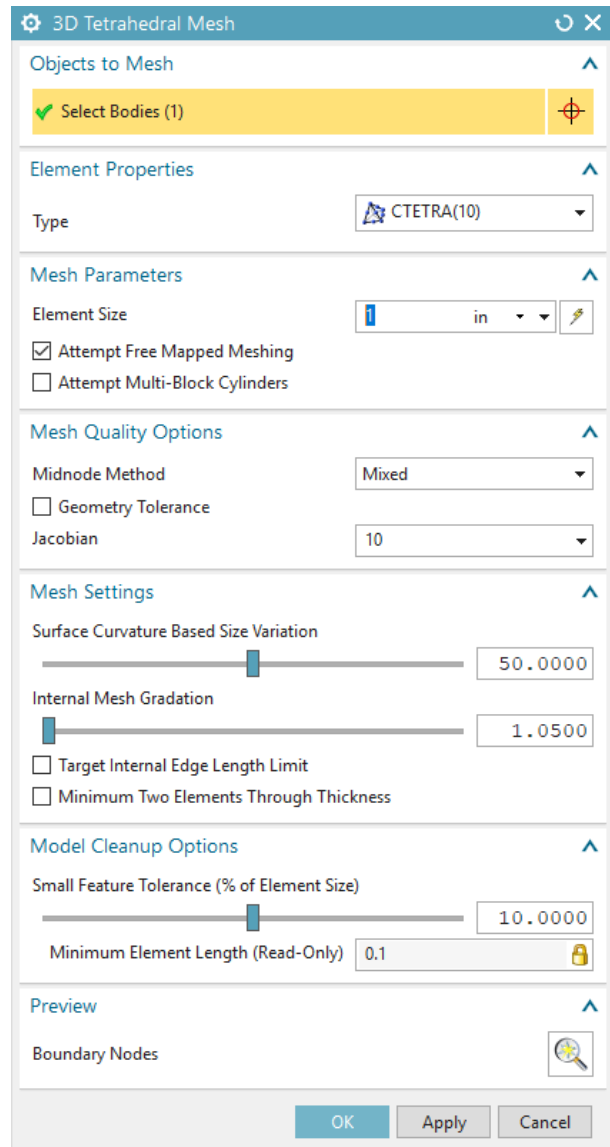 3D Tetrahedral Mesh
Objects to Mesh
Select Bodies (1)
Element Properties
Type CTETRA(10)
Mesh Parameters
Element Size 1 in
Attempt Free Mapped Meshing
Attempt Multi-Block Cylinders
Mesh Quality Options
Midnode Method Mixed
Geometry Tolerance
Jacobian 10
Mesh Settings
Surface Curvature Based Size Variation
50.0000
Internal Mesh Gradation
1.0500
Target Internal Edge Length Limit
Minimum Two Elements Through Thickness
Model Cleanup Options
Small Feature Tolerance (% of Element Size)
10.0000
Minimum Element Length (Read-Only) 0.1
Preview
Boundary Nodes
OK Apply Cancel